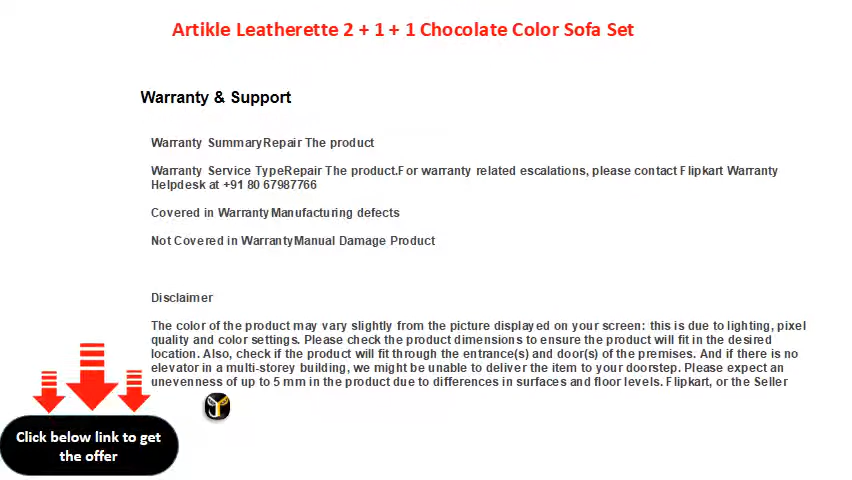 Artikle Leatherette 2 + 1 + 1 Chocolate Color Sofa Set
Warranty & Support
Warranty SummaryRepair The product
Warranty Service TypeRepair The product.For warranty related escalations, please contact Flipkart Warranty
Helpdesk at +91 80 67987766
Covered in WarrantyManufacturing defects
Not Covered in WarrantyManual Damage Product
Disclaimer
The color of the product may vary slightly from the picture displayed on your screen: this is due to lighting, pixel
quality and color settings. Please check the product dimensions to ensure the product will fit in the desired
location. Also, check if the product will fit through the entrance(s) and door(s) of the premises. And if there is no
elevator in a multi-storey building, we might be unable to deliver the item to your doorstep. Please expect an
unevenness of up to 5 mm in the product due to differences in surfaces and floor levels. Flipkart, or the Seller
Click below link to get
the offer